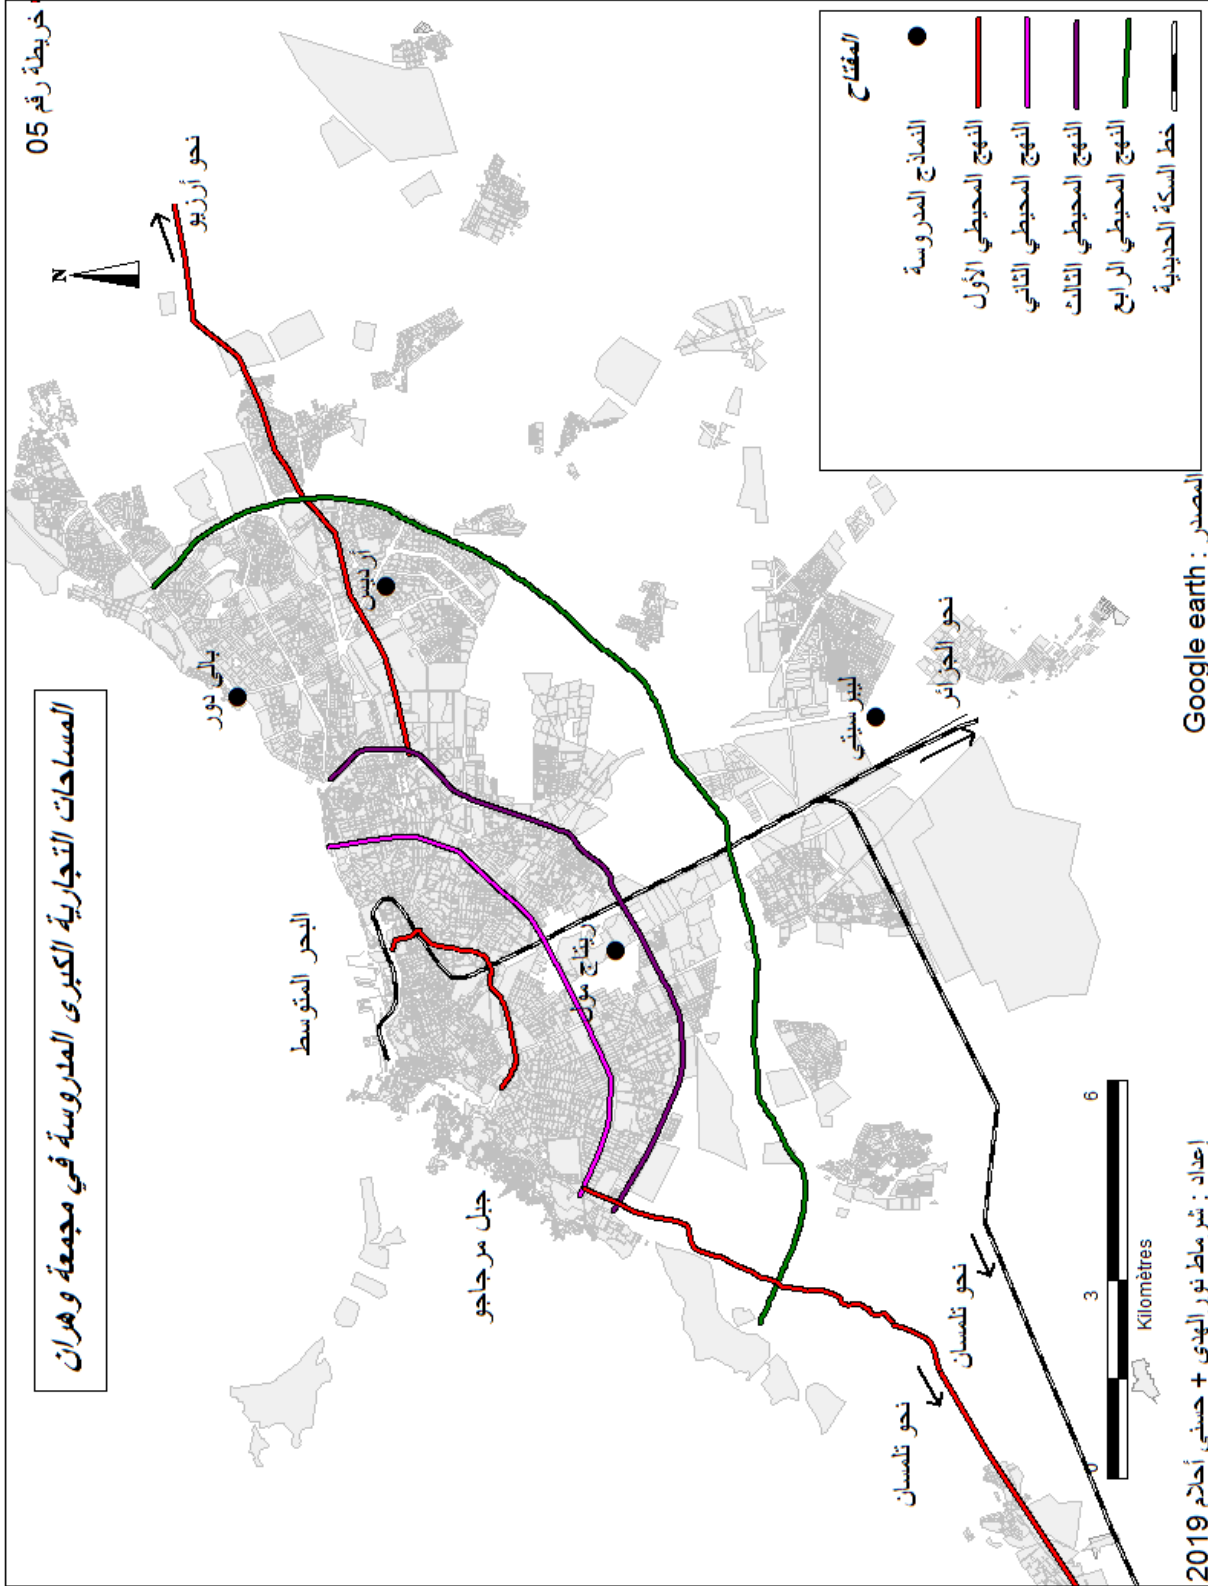 خريطة رقم 05
المساحات التجارية الكبرى المدروسة في مجمعة وهران
N
نحو أرزيو
بالي دور
أرديس
البحر المتوسط
ريتاج مول
ليبرسيتي
نحو الجزائر
جبل مرجاجو
نحو تلمسان
نحو تلمسان
المفتاح
النماذج المدروسة
النهج المحيطي الأول
النهج المحيطي الثاني
النهج المحيطي الثالث
النهج المحيطي الرابع
خط السكة الحديدية
0 3 6
Kilomètres
المصدر : Google earth
إعداد : شرماط نور الهدى + حسني أحلام 2019